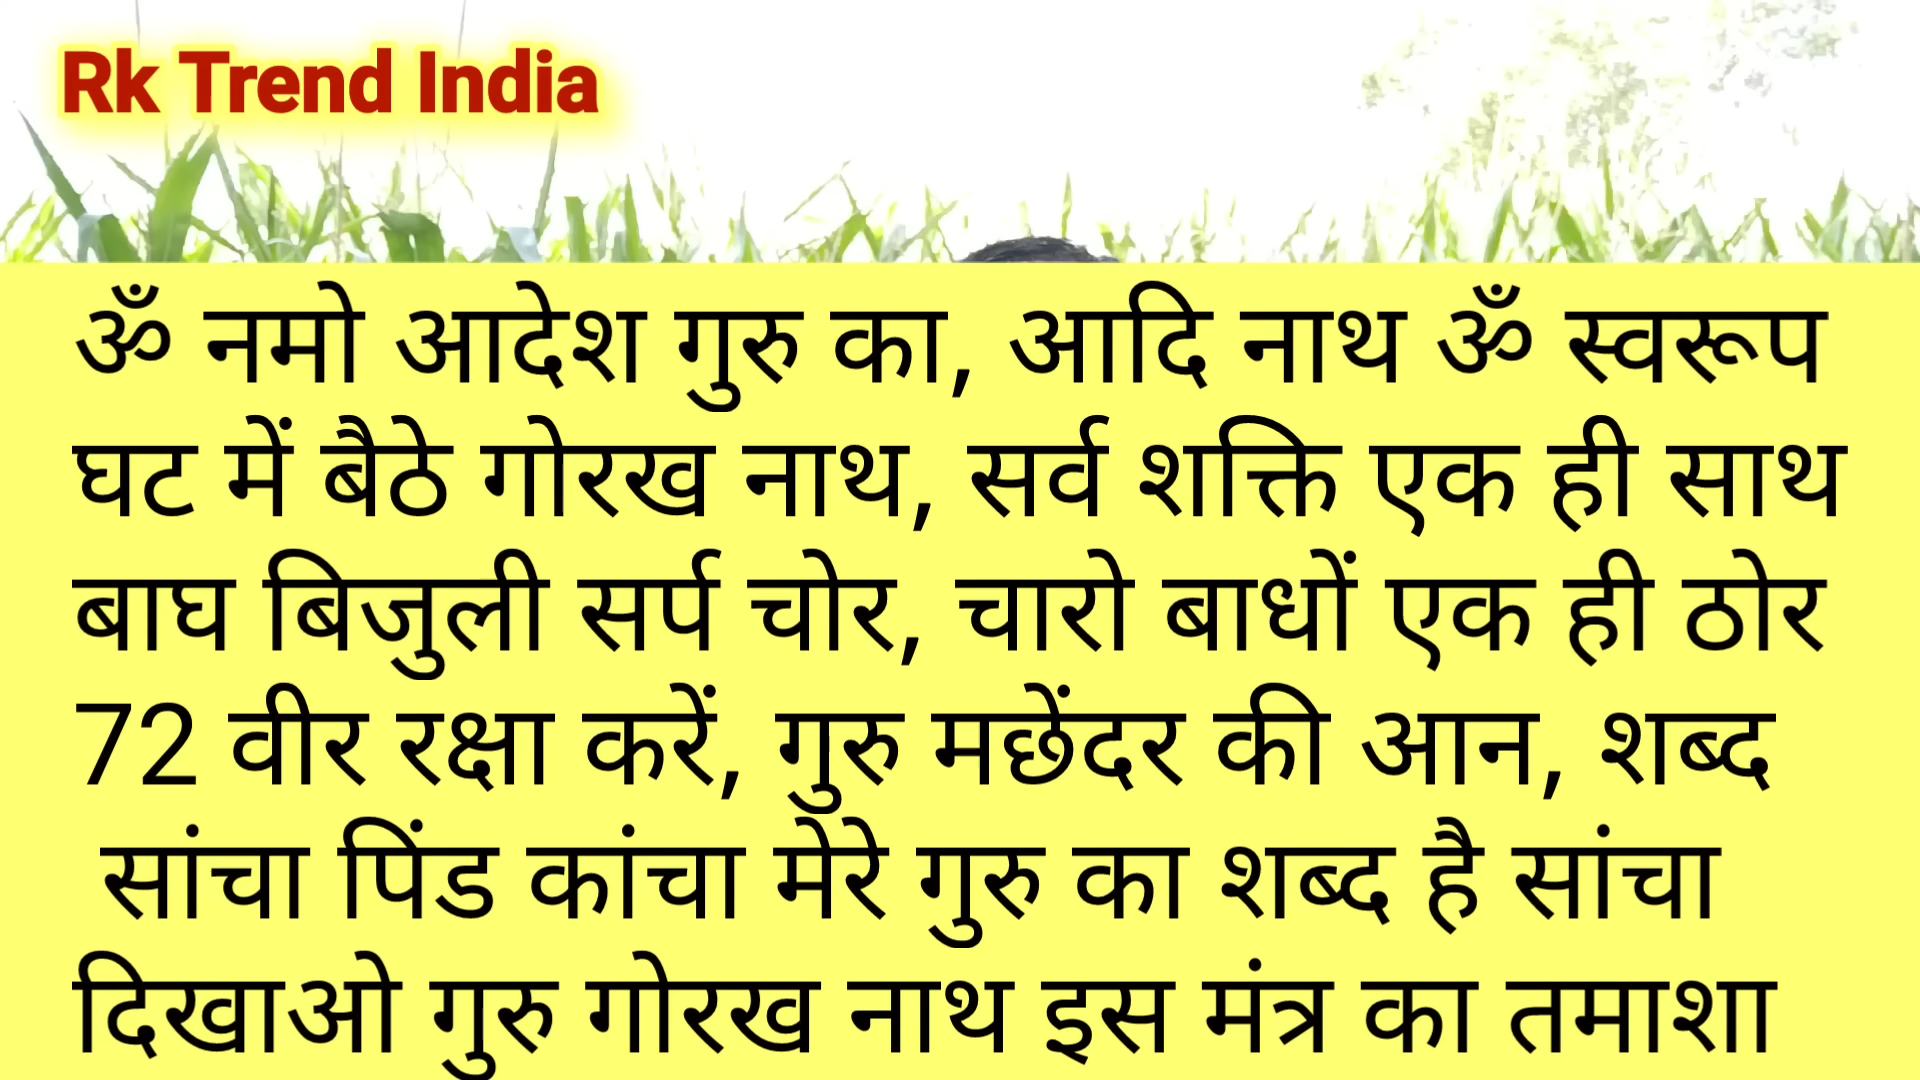 Rk Trend India
ॐ नमो आदेश गुरु का, आदि नाथ ॐ स्वरूप
घट में बैठे गोरख नाथ, सर्व शक्ति एक ही साथ
बाघ बिजुली सर्प चोर, चारो बाधों एक ही ठोर
72 वीर रक्षा करें, गुरु मछेंदर की आन, शब्द
सांचा पिंड कांचा मेरे गुरु का शब्द है सांचा
दिखाओ गुरु गोरख नाथ इस मंत्र का तमाशा